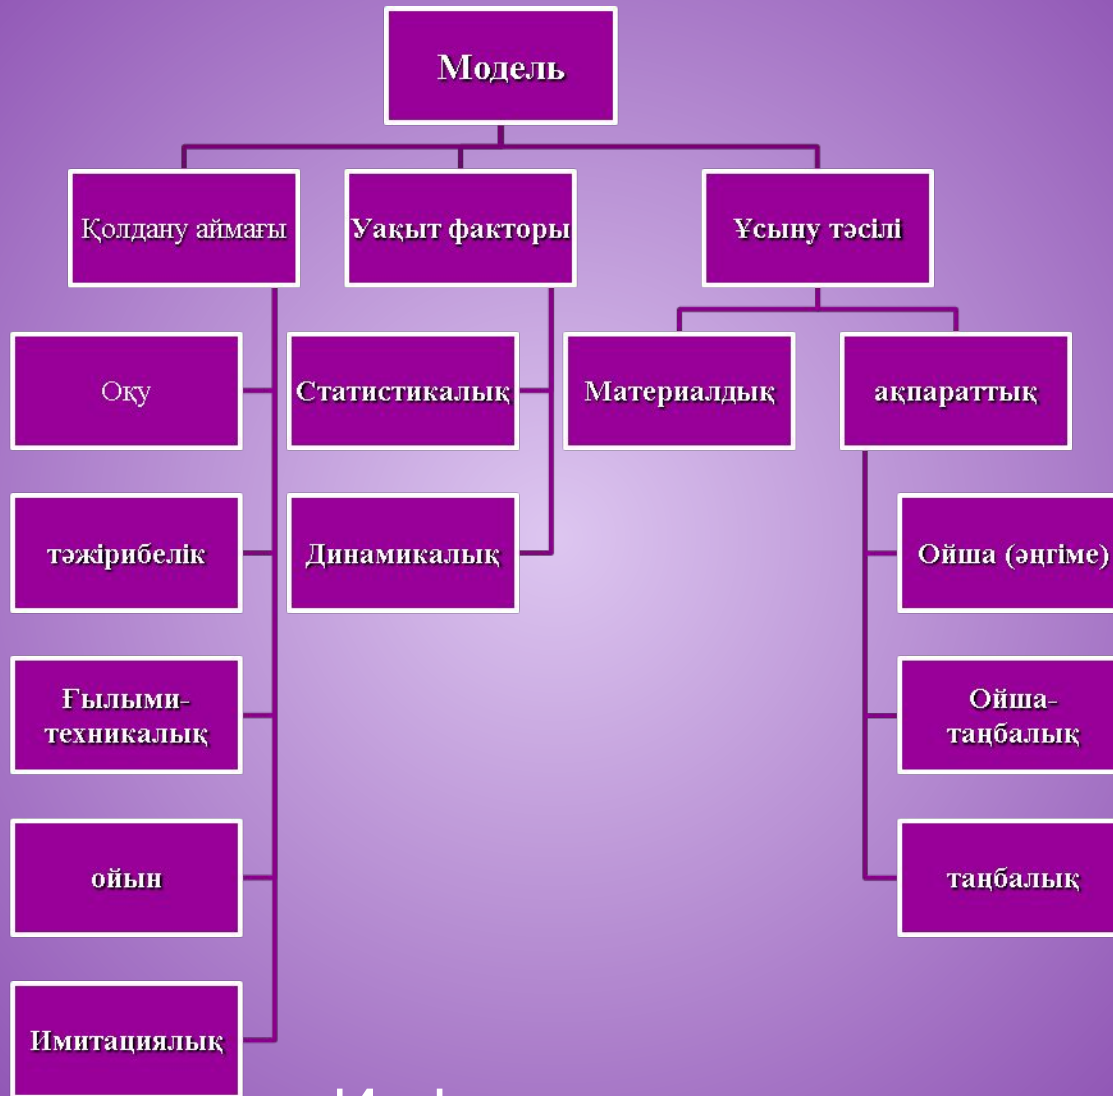 Модель
Қолдану аймағы
Уақыт факторы
Ұсыну тәсілі
Оқу
Статистикалық
Материалдық
ақпараттық
тәжірибелік
Динамикалық
Ойша (әңгіме)
Ғылыми-
техникалық
Ойша-
таңбалық
ойын
таңбалық
Имитациялық